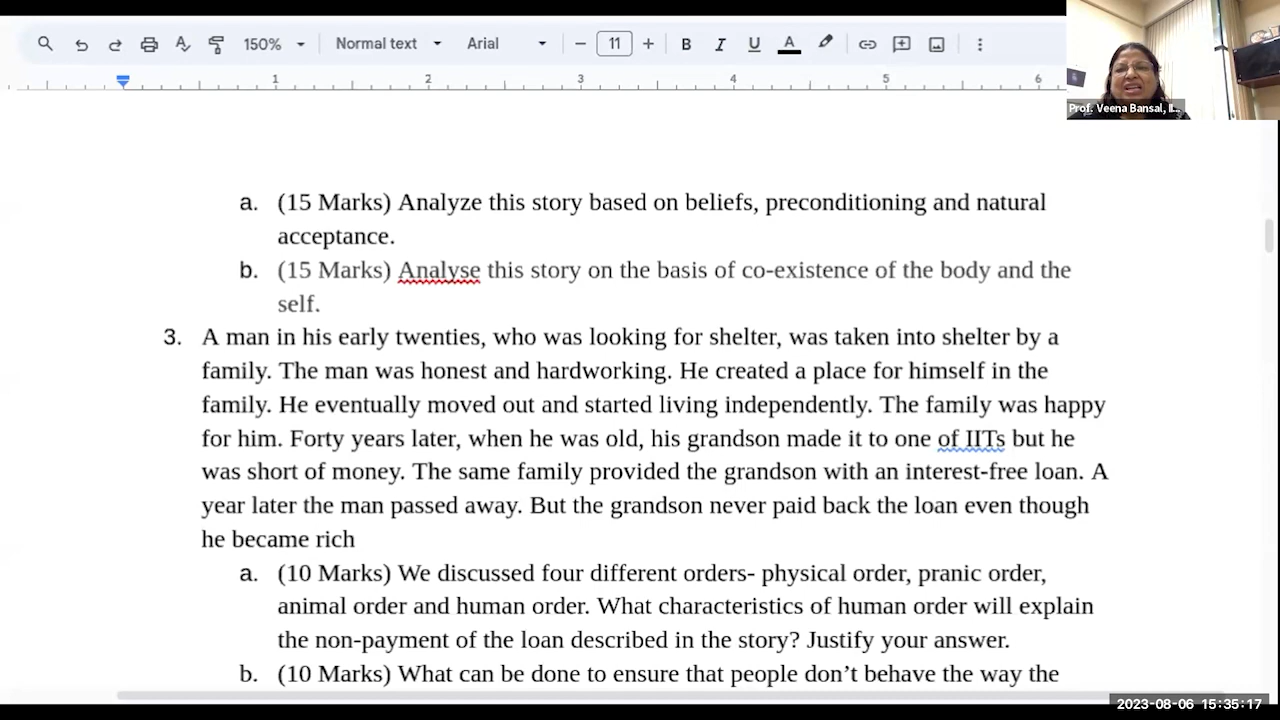 150%
Normal text
Arial
11
B I U A
1 2 3 4 5 6
Prof. Veena Bansal,
a. (15 Marks) Analyze this story based on beliefs, preconditioning and natural
acceptance.
b. (15 Marks) Analyse this story on the basis of co-existence of the body and the
self.
3. A man in his early twenties, who was looking for shelter, was taken into shelter by a
family. The man was honest and hardworking. He created a place for himself in the
family. He eventually moved out and started living independently. The family was happy
for him. Forty years later, when he was old, his grandson made it to one of IITs but he
was short of money. The same family provided the grandson with an interest-free loan. A
year later the man passed away. But the grandson never paid back the loan even though
he became rich
a. (10 Marks) We discussed four different orders- physical order, pranic order,
animal order and human order. What characteristics of human order will explain
the non-payment of the loan described in the story? Justify your answer.
b. (10 Marks) What can be done to ensure that people don’t behave the way the
2023-08-06 15:35:17